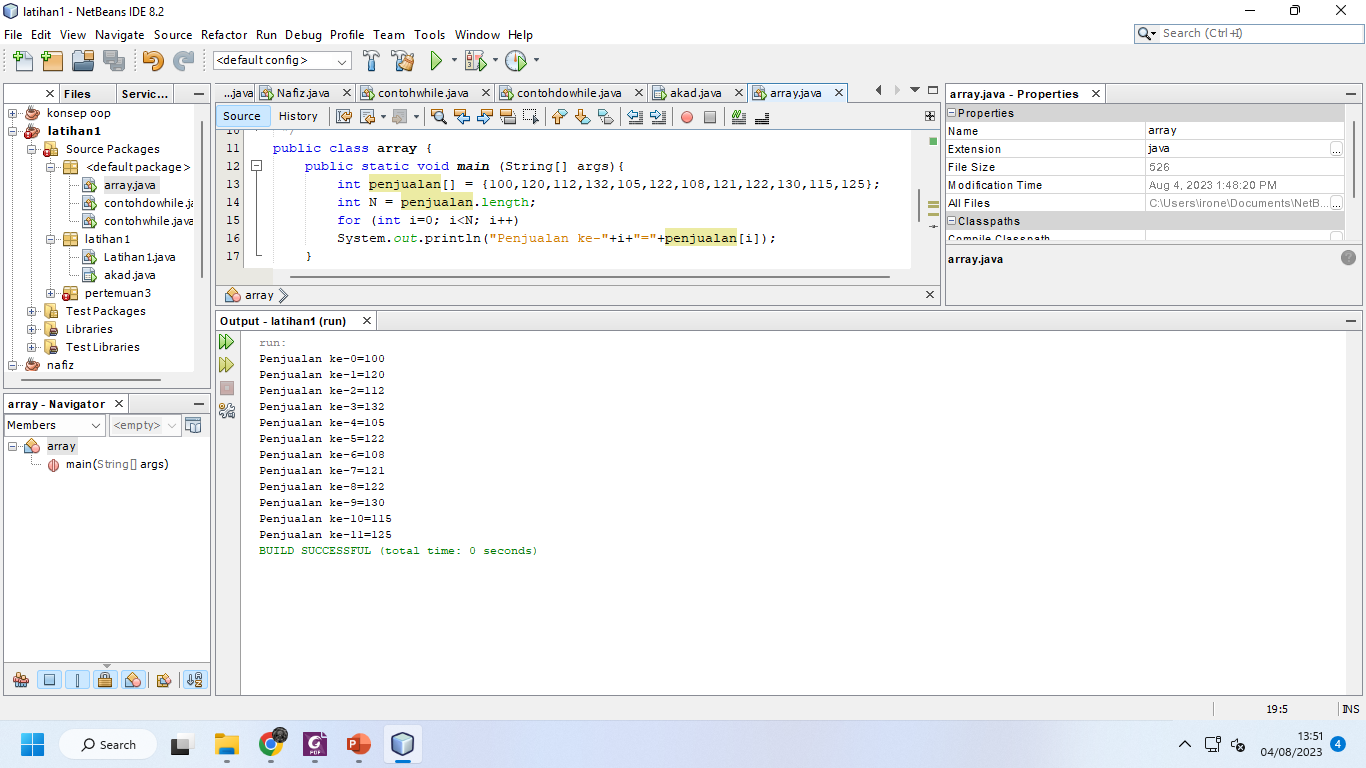 latihan1 - NetBeans IDE 8.2
File Edit View Navigate Source Refactor Run Debug Profile Team Tools Window Help
Search (Ctrl+I)
<default config>
Files Servic...
konsep oop
latihan1
Source Packages
<default package>
array.java
contohdowhile.ja
contohwhile.java
latihan1
Latihan1.java
akad.java
pertemuan3
Test Packages
Libraries
Test Libraries
nafiz
array - Navigator
Members <empty>
array
main(String[] args)
...java Nafiz.java contohwhile.java contohdowhile.java akad.java array.java
Source History
10 */
11 public class array {
12 public static void main (String[] args){
13 int penjualan[] = {100,120,112,132,105,122,108,121,122,130,115,125};
14 int N = penjualan.length;
15 for (int i=0; i<N; i++)
16 System.out.println("Penjualan ke-"+i+"="+penjualan[i]);
17 }
array
array.java - Properties
Properties
Name array
Extension java ...
File Size 526
Modification Time Aug 4, 2023 1:48:20 PM
All Files C:\Users\irone\Documents\NetB... ...
Classpaths
Compile Classpath
array.java
Output - latihan1 (run)
run:
Penjualan ke-0=100
Penjualan ke-1=120
Penjualan ke-2=112
Penjualan ke-3=132
Penjualan ke-4=105
Penjualan ke-5=122
Penjualan ke-6=108
Penjualan ke-7=121
Penjualan ke-8=122
Penjualan ke-9=130
Penjualan ke-10=115
Penjualan ke-11=125
BUILD SUCCESSFUL (total time: 0 seconds)
19:5 INS
Search
PDF
13:51
04/08/2023
4